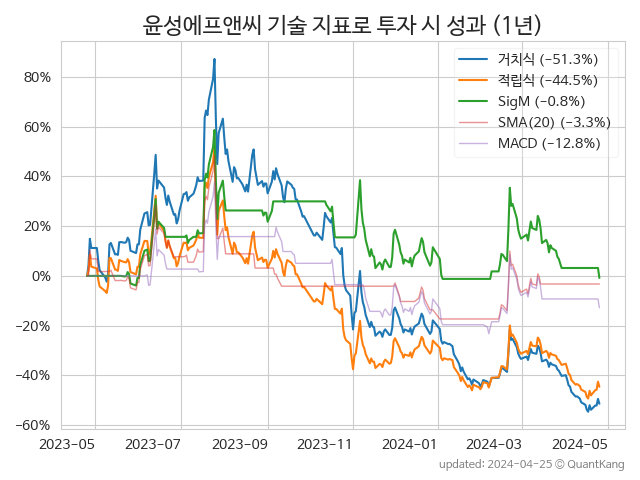 윤성에프앤씨 기술 지표로 투자 시 성과 (1년)
거치식 (−51.3%)
적립식 (−44.5%)
SigM (−0.8%)
SMA(20) (−3.3%)
MACD (−12.8%)
80%
60%
40%
20%
0%
−20%
−40%
−60%
2023-05 2023-07 2023-09 2023-11 2024-01 2024-03 2024-05
updated: 2024-04-25 © QuantKang